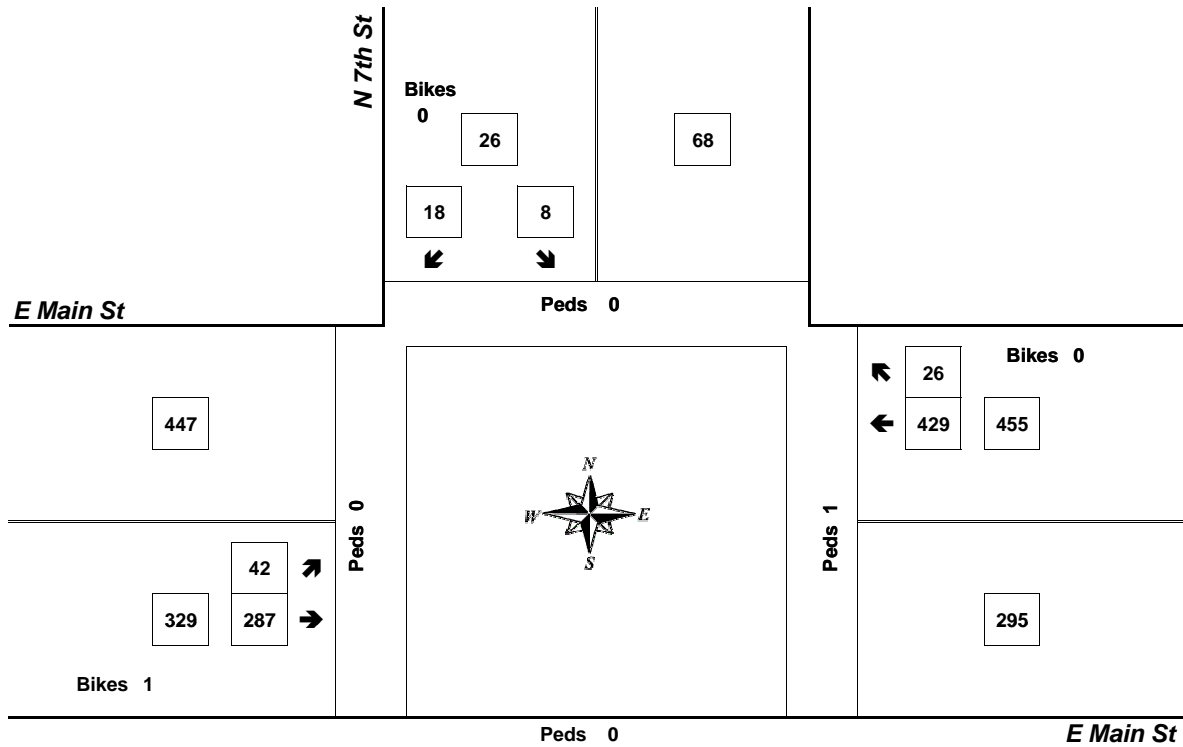 N 7th St
Bikes
0
26
68
18
8
Peds 0
E Main St
Bikes 0
26
447
429
455
N
W
E
S
Peds 0
Peds 1
42
329
287
295
Bikes 1
Peds 0
E Main St